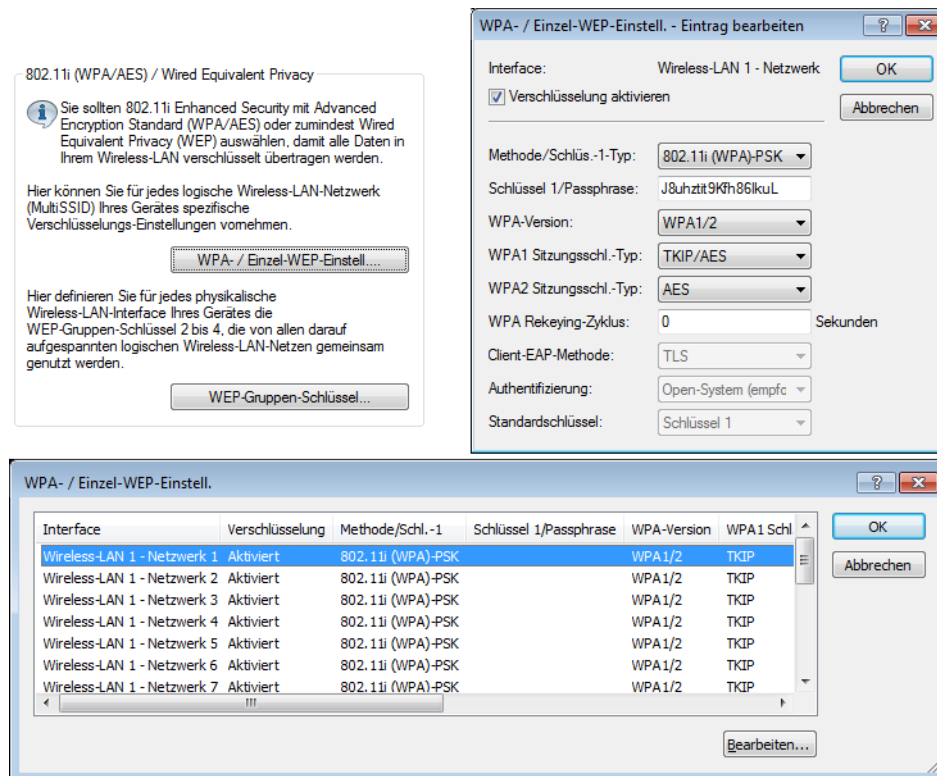 802.11i (WPA/AES) / Wired Equivalent Privacy
Sie sollten 802.11i Enhanced Security mit Advanced
Encryption Standard (WPA/AES) oder zumindest Wired
Equivalent Privacy (WEP) auswählen, damit alle Daten in
Ihrem Wireless-LAN verschlüsselt übertragen werden.
Hier können Sie für jedes logische Wireless-LAN-Netzwerk
(MultiSSID) Ihres Gerätes spezifische
Verschlüsselungs-Einstellungen vornehmen.
WPA- / Einzel-WEP-Einstell....
Hier definieren Sie für jedes physikalische
Wireless-LAN-Interface Ihres Gerätes die
WEP-Gruppen-Schlüssel 2 bis 4, die von allen darauf
aufgespannten logischen Wireless-LAN-Netzen gemeinsam
genutzt werden.
WEP-Gruppen-Schlüssel...
WPA- / Einzel-WEP-Einstell. - Eintrag bearbeiten
Interface: Wireless-LAN 1 - Netzwerk
OK
Verschlüsselung aktivieren
Abbrechen
Methode/Schlüs.-1-Typ: 802.11i (WPA)-PSK
Schlüssel 1/Passphrase: J8uhztit9Kfh86IkuL
WPA-Version: WPA1/2
WPA1 Sitzungsschl.-Typ: TKIP/AES
WPA2 Sitzungsschl.-Typ: AES
WPA Rekeying-Zyklus: 0 Sekunden
Client-EAP-Methode: TLS
Authentifizierung: Open-System (empfc
Standardschlüssel: Schlüssel 1
WPA- / Einzel-WEP-Einstell.
Interface Verschlüsselung Methode/Schl.-1 Schlüssel 1/Passphrase WPA-Version WPA1 Schl
OK
Wireless-LAN 1 - Netzwerk 1 Aktiviert 802.11i (WPA)-PSK WPA1/2 TKIP
Abbrechen
Wireless-LAN 1 - Netzwerk 2 Aktiviert 802.11i (WPA)-PSK WPA1/2 TKIP
Wireless-LAN 1 - Netzwerk 3 Aktiviert 802.11i (WPA)-PSK WPA1/2 TKIP
Wireless-LAN 1 - Netzwerk 4 Aktiviert 802.11i (WPA)-PSK WPA1/2 TKIP
Wireless-LAN 1 - Netzwerk 5 Aktiviert 802.11i (WPA)-PSK WPA1/2 TKIP
Wireless-LAN 1 - Netzwerk 6 Aktiviert 802.11i (WPA)-PSK WPA1/2 TKIP
Wireless-LAN 1 - Netzwerk 7 Aktiviert 802.11i (WPA)-PSK WPA1/2 TKIP
Bearbeiten...